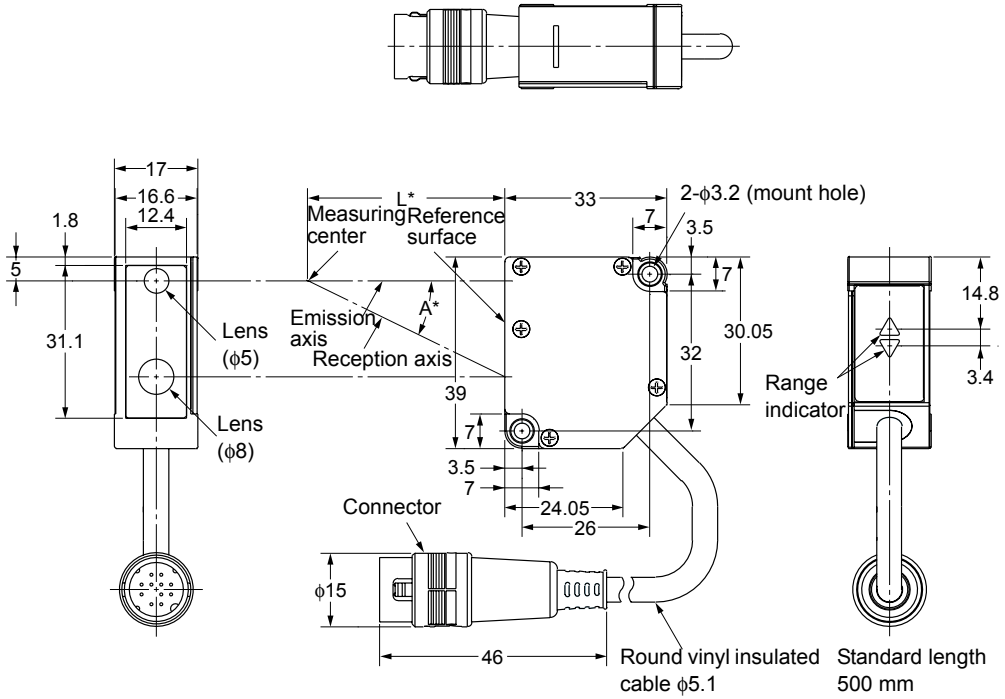 17
16.6
12.4
1.8
5
31.1
Lens
(ϕ5)
Lens
(ϕ8)
L*
Measuring
center
Reference
surface
A*
Emission
axis
Reception axis
33
2-ϕ3.2 (mount hole)
7
3.5
7
30.05
32
39
7
3.5
7
24.05
26
14.8
3.4
Range
indicator
Connector
ϕ15
46
Round vinyl insulated
cable ϕ5.1
Standard length
500 mm